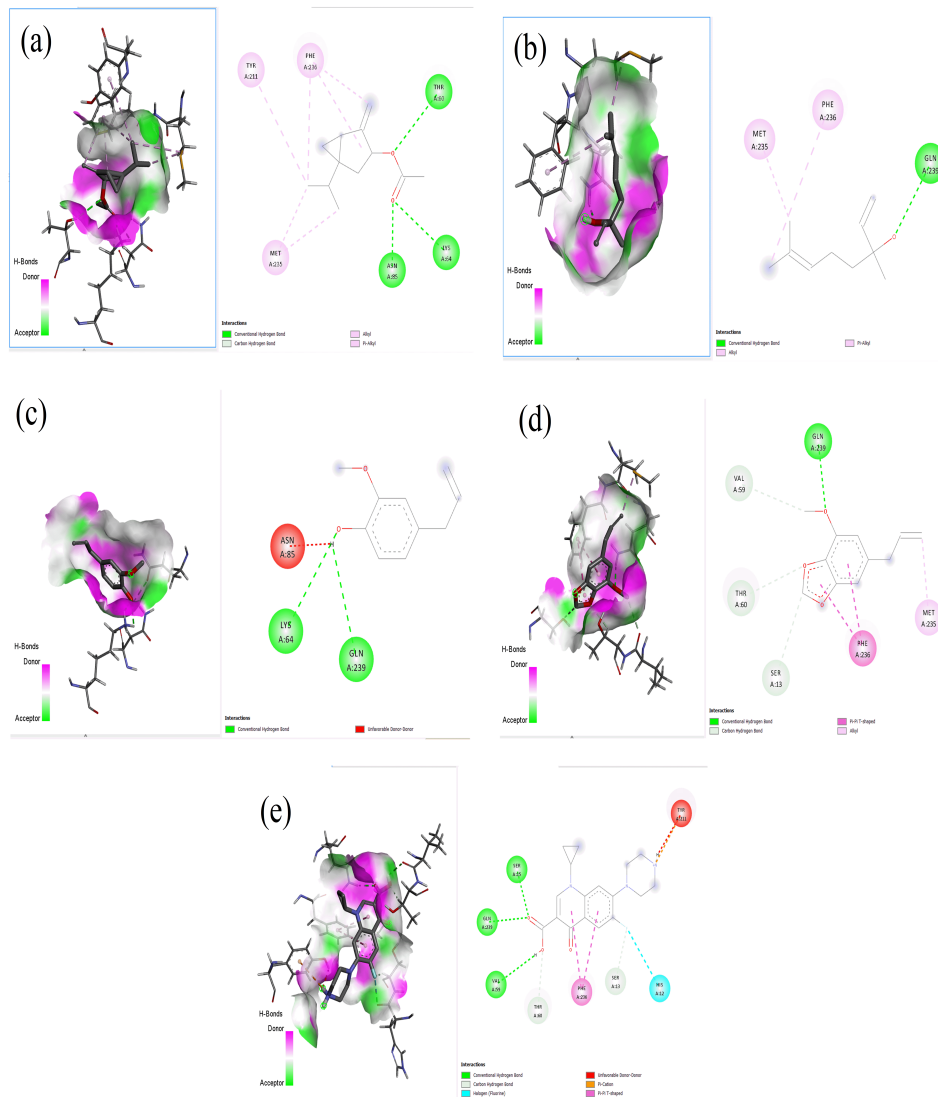 (a)
TYR
A:211
PHE
A:236
THR
A:60
MET
A:235
ASN
A:85
LYS
A:64
H-Bonds
Donor
Acceptor
Interactions
Conventional Hydrogen Bond
Carbon Hydrogen Bond
Alkyl
Pi-Alkyl
(b)
MET
A:235
PHE
A:236
GLN
A:239
H-Bonds
Donor
Acceptor
Interactions
Conventional Hydrogen Bond
Alkyl
Pi-Alkyl
(c)
ASN
A:85
LYS
A:64
GLN
A:239
H-Bonds
Donor
Acceptor
Interactions
Conventional Hydrogen Bond
Unfavorable Donor-Donor
(d)
GLN
A:239
VAL
A:59
THR
A:60
SER
A:13
PHE
A:236
MET
A:235
H-Bonds
Donor
Acceptor
Interactions
Conventional Hydrogen Bond
Carbon Hydrogen Bond
Pi-Pi T-shaped
Alkyl
(e)
TYR
A:211
SER
GLN
A:239
VAL
A:59
THR
A:60
PHE
A:236
SER
A:13
HIS
A:12
H-Bonds
Donor
Acceptor
Interactions
Conventional Hydrogen Bond
Carbon Hydrogen Bond
Halogen (Fluorine)
Unfavorable Donor-Donor
Pi-Cation
Pi-Pi T-shaped